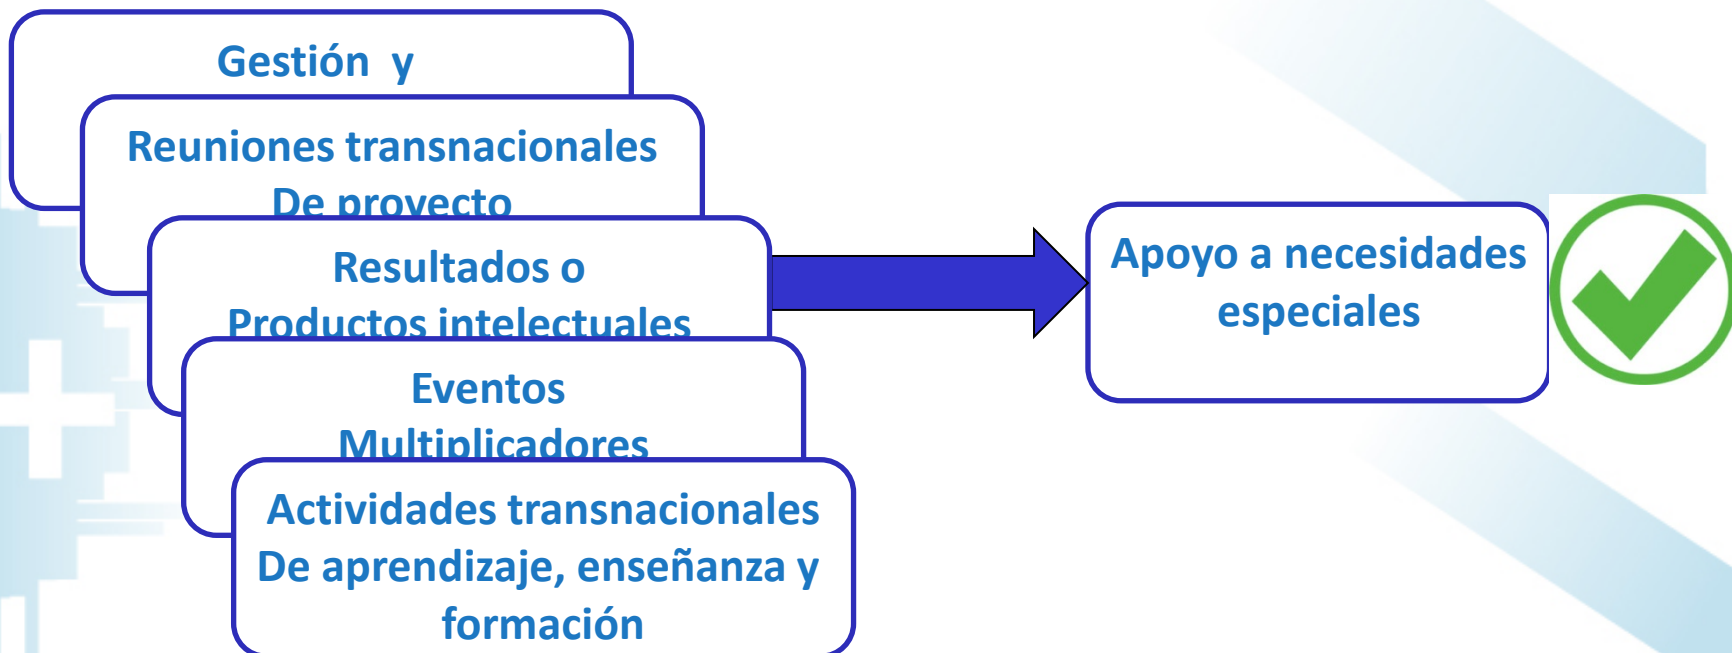 Gestión y
Reuniones transnacionales
De proyecto
Resultados o
Productos intelectuales
Eventos
Multiplicadores
Actividades transnacionales
De aprendizaje, enseñanza y
formación
Apoyo a necesidades
especiales